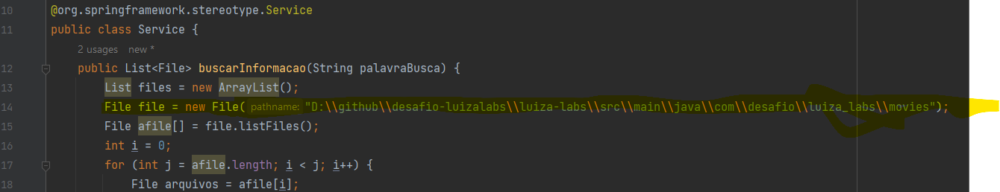 10 @org.springframework.stereotype.Service
11 public class Service {
2 usages new *
12 public List<File> buscarInformacao(String palavraBusca) {
13 List files = new ArrayList();
14 File file = new File( pathname: "D:\\github\\desafio-luizalabs\\luiza-labs\\src\\main\\java\\com\\desafio\\luiza_labs\\movies");
15 File afile[] = file.listFiles();
16 int i = 0;
17 for (int j = afile.length; i < j; i++) {
18 File arquivos = afile[i];